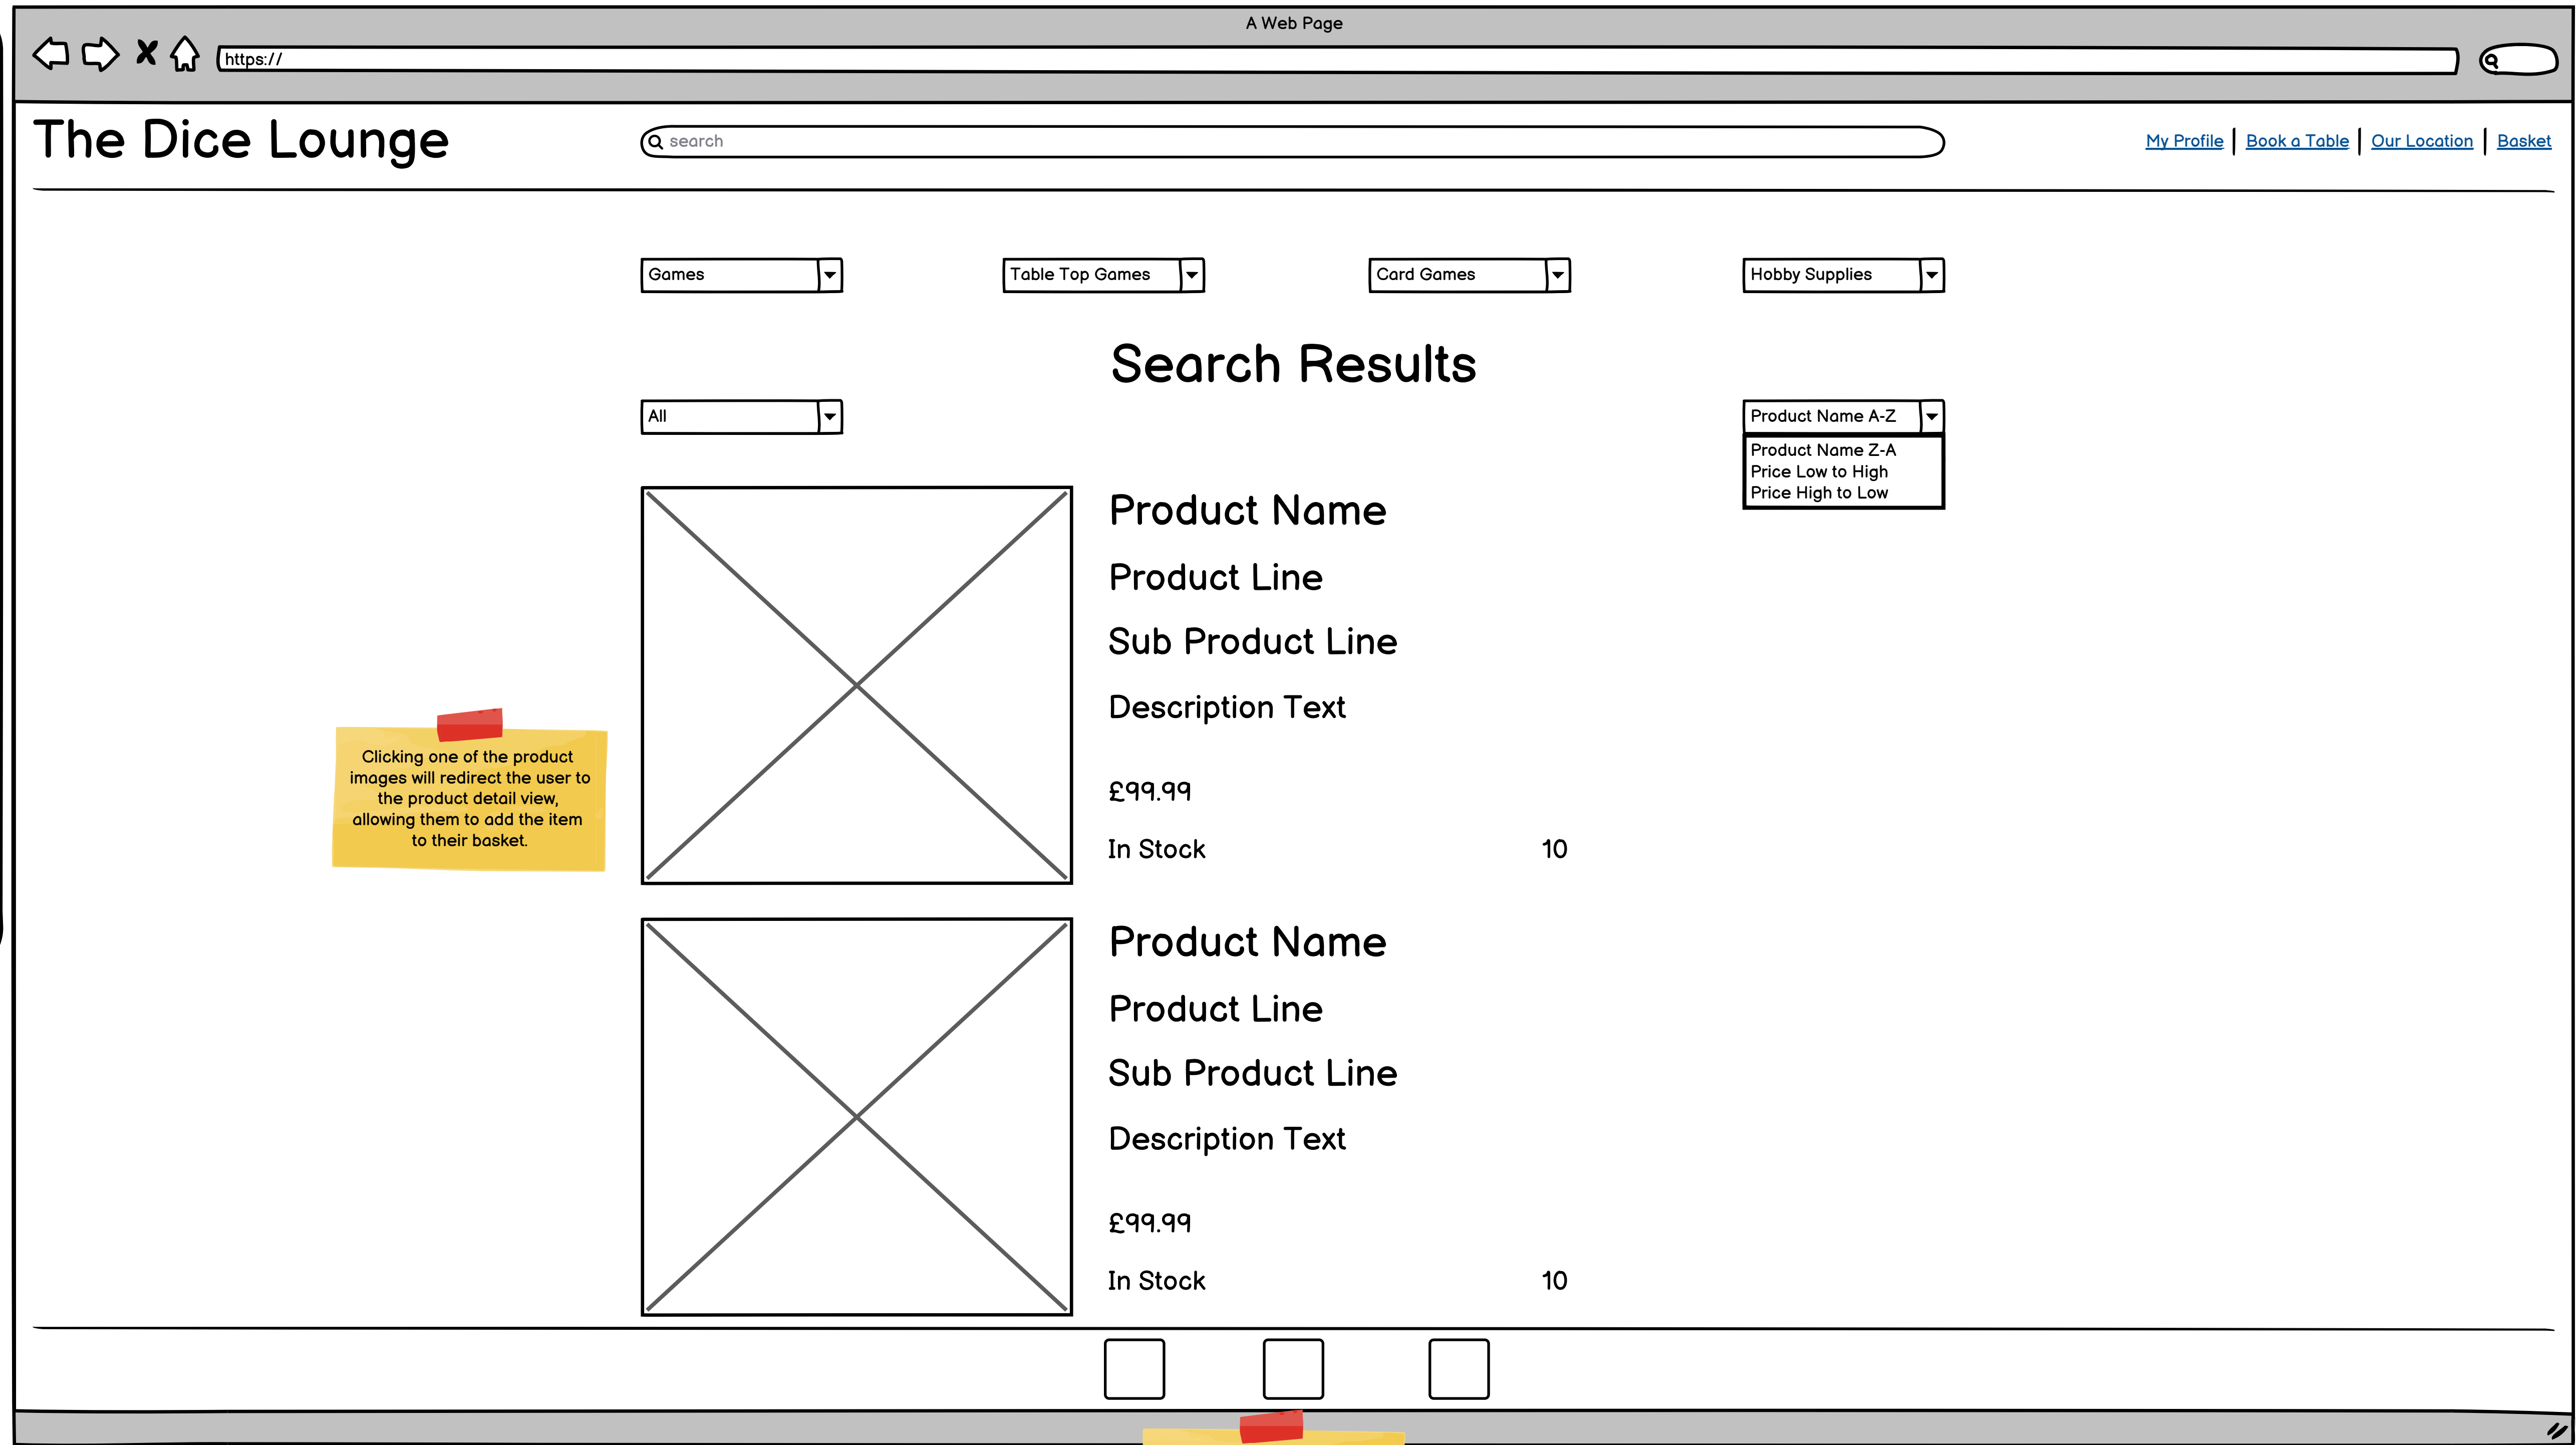 A Web Page
https://
The Dice Lounge
search
My Profile | Book a Table | Our Location | Basket
Games
Table Top Games
Card Games
Hobby Supplies
Search Results
All
Product Name A-Z
Product Name Z-A
Price Low to High
Price High to Low
Product Name
Product Line
Sub Product Line
Description Text
Clicking one of the product
images will redirect the user to
the product detail view,
allowing them to add the item
to their basket.
£99.99
In Stock 10
Product Name
Product Line
Sub Product Line
Description Text
£99.99
In Stock 10